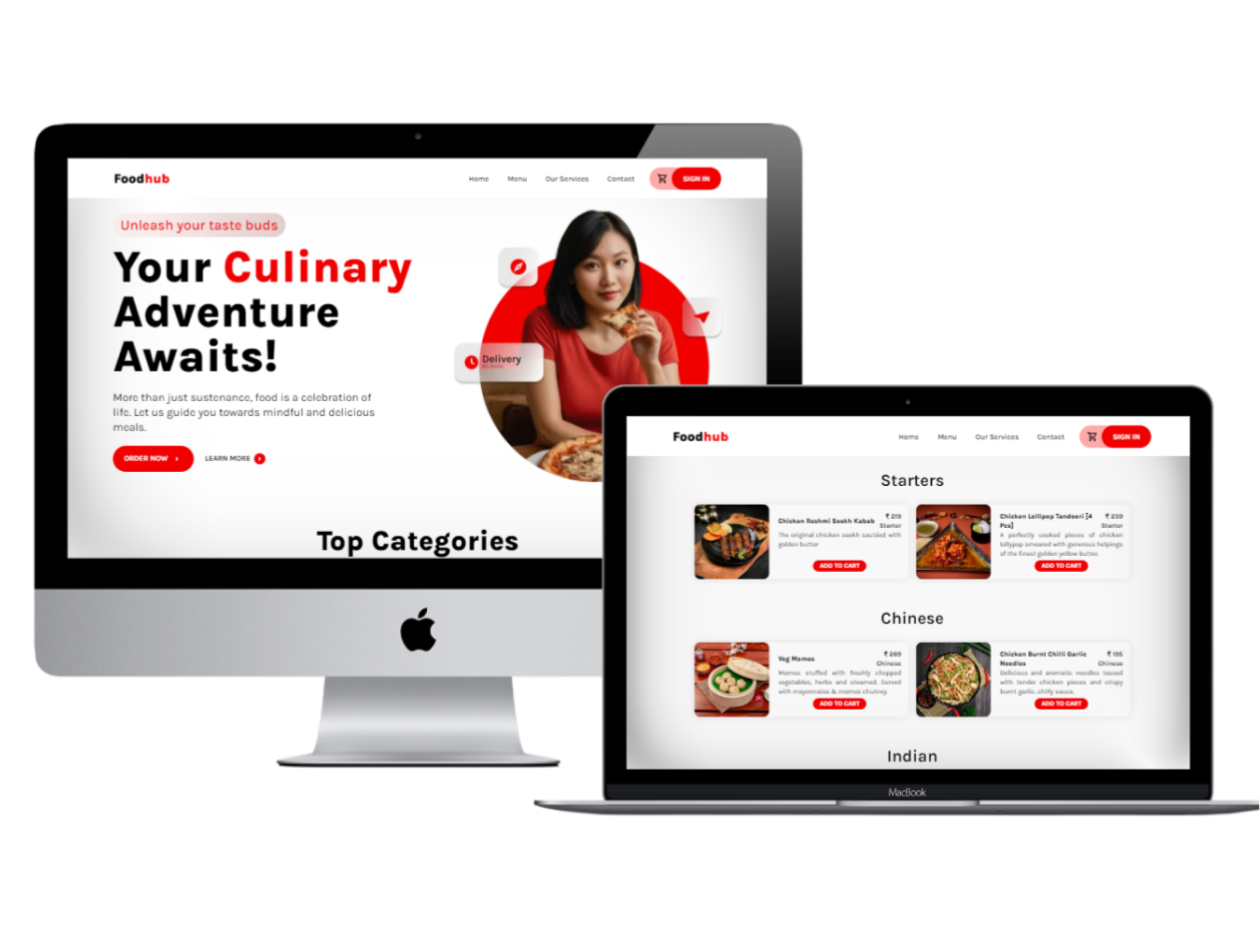 Foodhub
Home Menu Our Services Contact SIGN IN
Unleash your taste buds
Your Culinary
Adventure
Awaits!
Delivery
More than just sustenance, food is a celebration of
life. Let us guide you towards mindful and delicious
meals.
ORDER NOW
LEARN MORE
Top Categories
Foodhub
Home Menu Our Services Contact SIGN IN
Starters
Chicken Reshmi Seekh Kabab ₹ 219
Starter
The original chicken seekh sautéed with
golden butter
ADD TO CART
Chicken Lollipop Tandoori [4 ₹ 239
Pcs] Starter
A perfectly cooked pieces of chicken
lollypop smeared with generous helpings
of the finest golden yellow butter.
ADD TO CART
Chinese
Veg Momos ₹ 269
Chinese
Momos stuffed with freshly chopped
vegetables, herbs and steamed. Served
with mayonnaise & momos chutney.
ADD TO CART
Chicken Burnt Chilli Garlic ₹ 195
Noodles Chinese
Delicious and aromatic noodles tossed
with tender chicken pieces and crispy
burnt garlic, chilly sauce.
ADD TO CART
Indian
MacBook